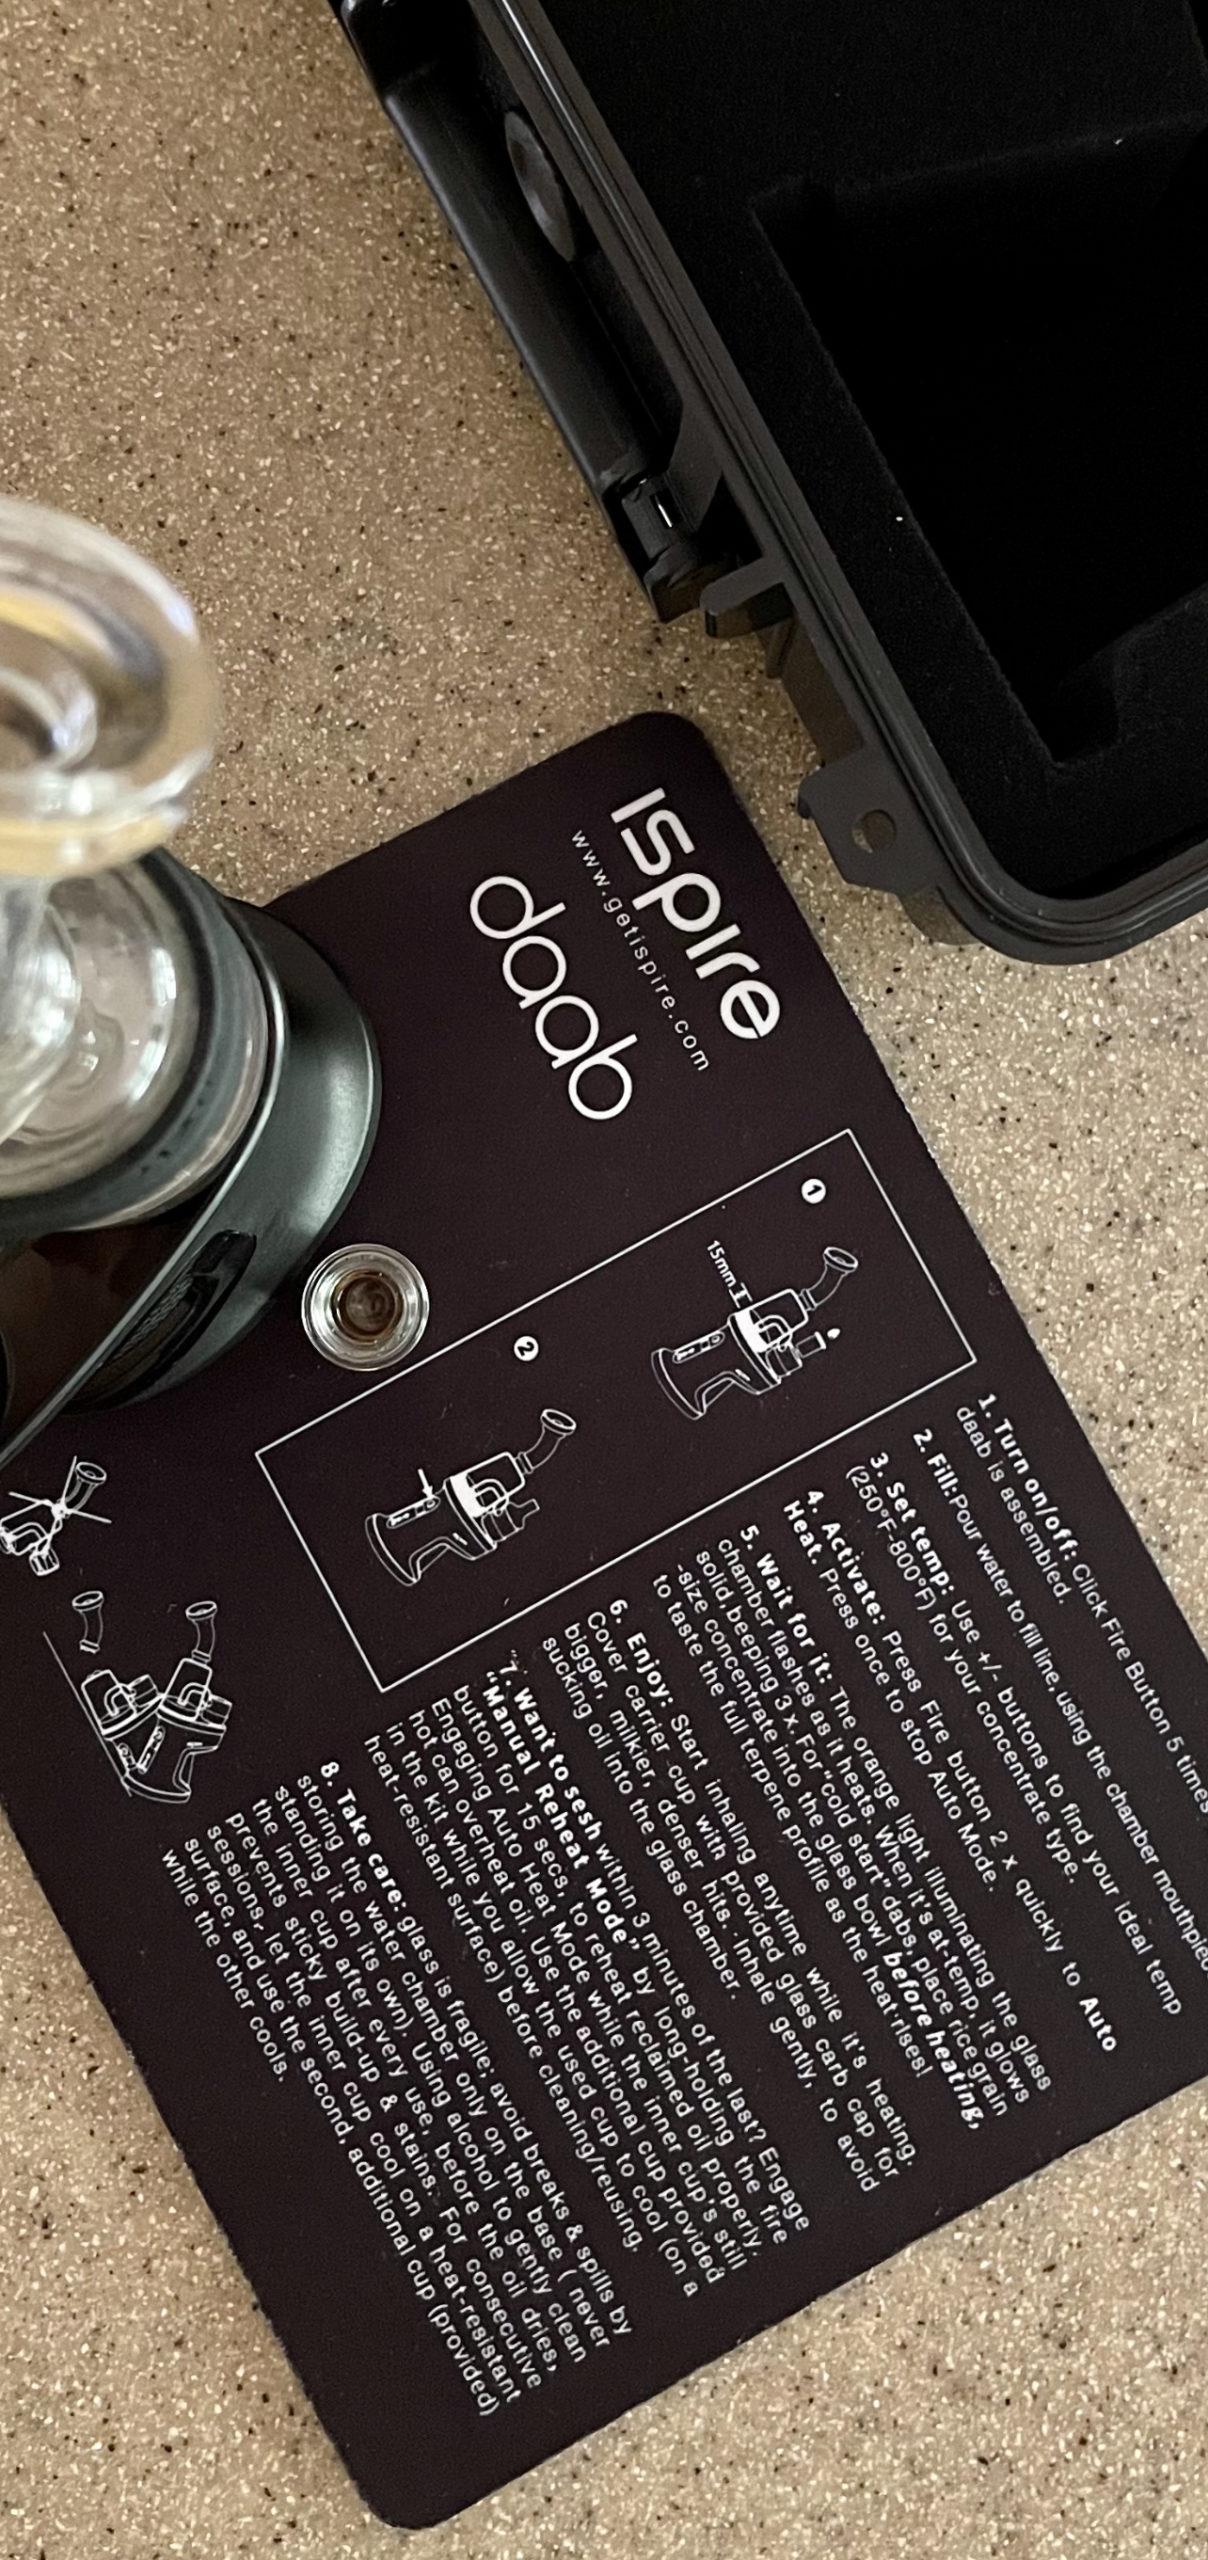 Ispire
www.getispire.com
daab
1
15mm
2
1. Turn on/off: Click Fire Button 5 times
daab is assembled.
2. Fill: Pour water to fill line, using the chamber mouthpiec
3. Set temp: Use +/- buttons to find your ideal temp
(250°F-800°F) for your concentrate type.
4. Activate: Press Fire button 2 x quickly to Auto
Heat. Press once to stop Auto Mode.
5. Wait for it: The orange light illuminating the glass
chamber flashes as it heats. When it's at-temp, it glows
solid, beeping 3 x. For "cold start" dabs, place rice grain
-size concentrate into the glass bowl before heating,
to taste the full terpene profile as the heat rises!
6. Enjoy: Start inhaling anytime while it's heating.
Cover carrier cup with provided glass carb cap for
bigger, milkier, denser hits. Inhale gently, to avoid
sucking oil into the glass chamber.
7. Want to sesh within 3 minutes of the last? Engage
"Manual Reheat Mode" by long-holding the fire
button for 15 secs, to reheat reclaimed oil properly.
Engaging Auto Heat Mode while the inner cup's still
hot can overheat oil. Use the additional cup provided
in the kit while you allow the used cup to cool (on a
heat-resistant surface) before cleaning/reusing.
8. Take care: glass is fragile; avoid breaks & spills by
storing the water chamber only on the base ( never
standing it on its own). Using alcohol to gently clean
the inner cup after every use, before the oil dries,
prevents sticky build-up & stains. For consecutive
sessions, let the inner cup cool on a heat-resistant
surface, and use the second, additional cup (provided)
while the other cools.